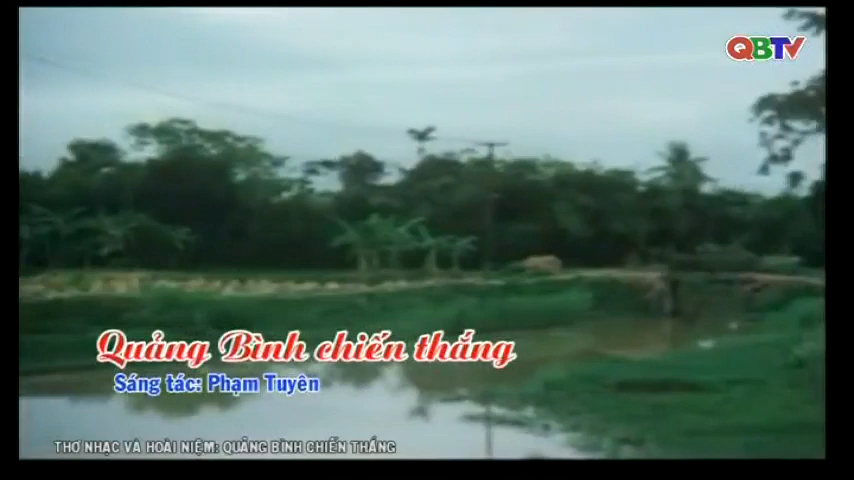 QBTV
Quảng Bình chiến thắng
Sáng tác: Phạm Tuyên
THƠ NHẠC VÀ HOÀI NIỆM: QUẢNG BÌNH CHIẾN THẮNG